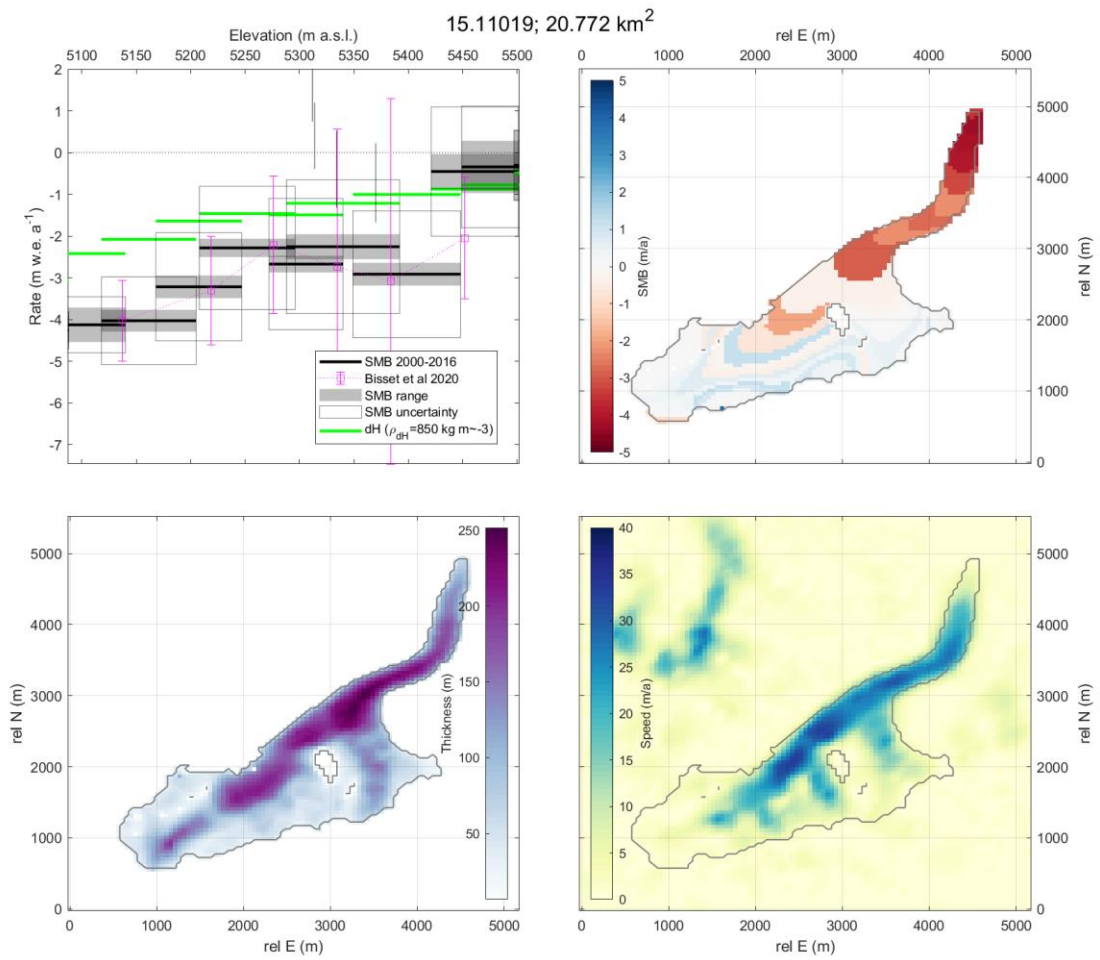 15.11019; 20.772 km2
Elevation (m a.s.l.)
5100 5150 5200 5250 5300 5350 5400 5450 5500
Rate (m w.e. a-1)
2
1
0
-1
-2
-3
-4
-5
-6
-7
SMB 2000-2016
Bisset et al 2020
SMB range
SMB uncertainty
dH (ρdH=850 kg m~-3)
rel E (m)
0 1000 2000 3000 4000 5000
SMB (m/a)
5
4
3
2
1
0
-1
-2
-3
-4
-5
rel N (m)
5000
4000
3000
2000
1000
0
rel N (m)
5000
4000
3000
2000
1000
0
Thickness (m)
250
200
150
100
50
0 1000 2000 3000 4000 5000
rel E (m)
Speed (m/a)
40
35
30
25
20
15
10
5
0
rel N (m)
5000
4000
3000
2000
1000
0
0 1000 2000 3000 4000 5000
rel E (m)